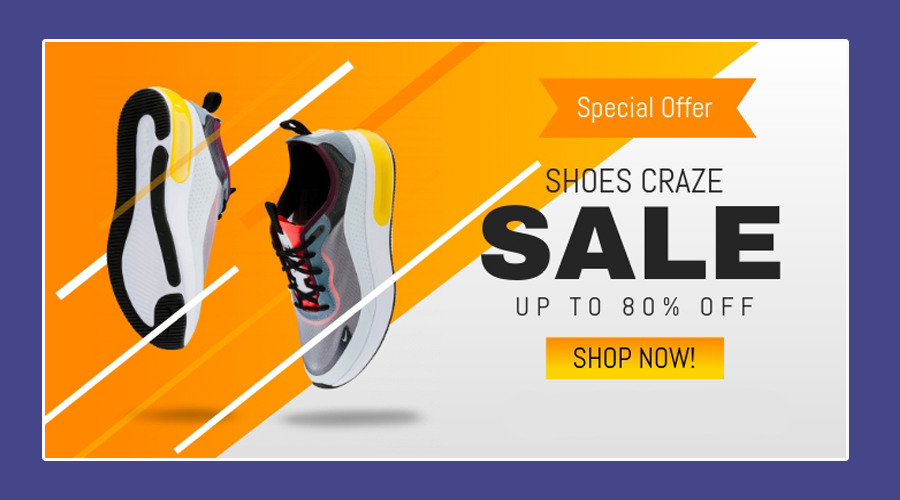 Special Offer
SHOES CRAZE
SALE
UP TO 80% OFF
SHOP NOW!